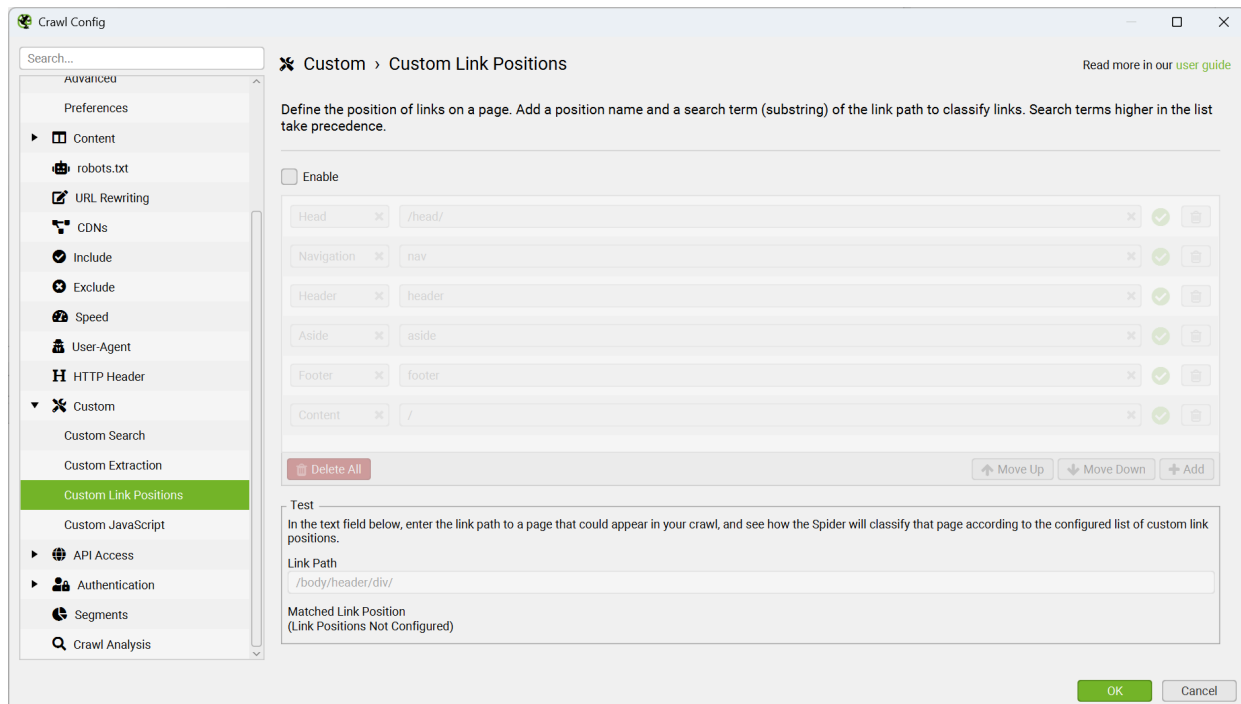 Crawl Config
Search...
Advanced
Preferences
Content
robots.txt
URL Rewriting
CDNs
Include
Exclude
Speed
User-Agent
HTTP Header
Custom
Custom Search
Custom Extraction
Custom Link Positions
Custom JavaScript
API Access
Authentication
Segments
Crawl Analysis
Custom › Custom Link Positions
Read more in our user guide
Define the position of links on a page. Add a position name and a search term (substring) of the link path to classify links. Search terms higher in the list
take precedence.
Enable
Head /head/
Navigation nav
Header header
Aside aside
Footer footer
Content /
Delete All Move Up Move Down Add
Test
In the text field below, enter the link path to a page that could appear in your crawl, and see how the Spider will classify that page according to the configured list of custom link
positions.
Link Path
/body/header/div/
Matched Link Position
(Link Positions Not Configured)
OK Cancel